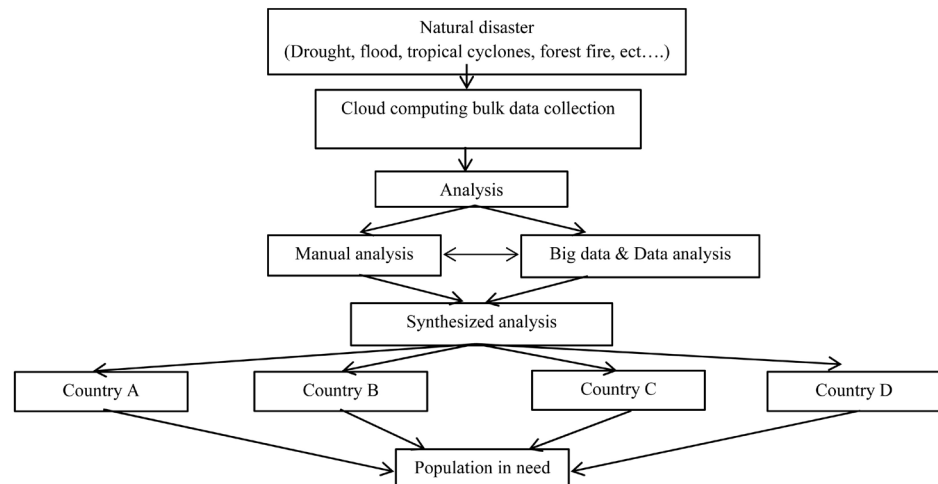 Natural disaster
(Drought, flood, tropical cyclones, forest fire, ect….)
Cloud computing bulk data collection
Analysis
Manual analysis
Big data & Data analysis
Synthesized analysis
Country A
Country B
Country C
Country D
Population in need